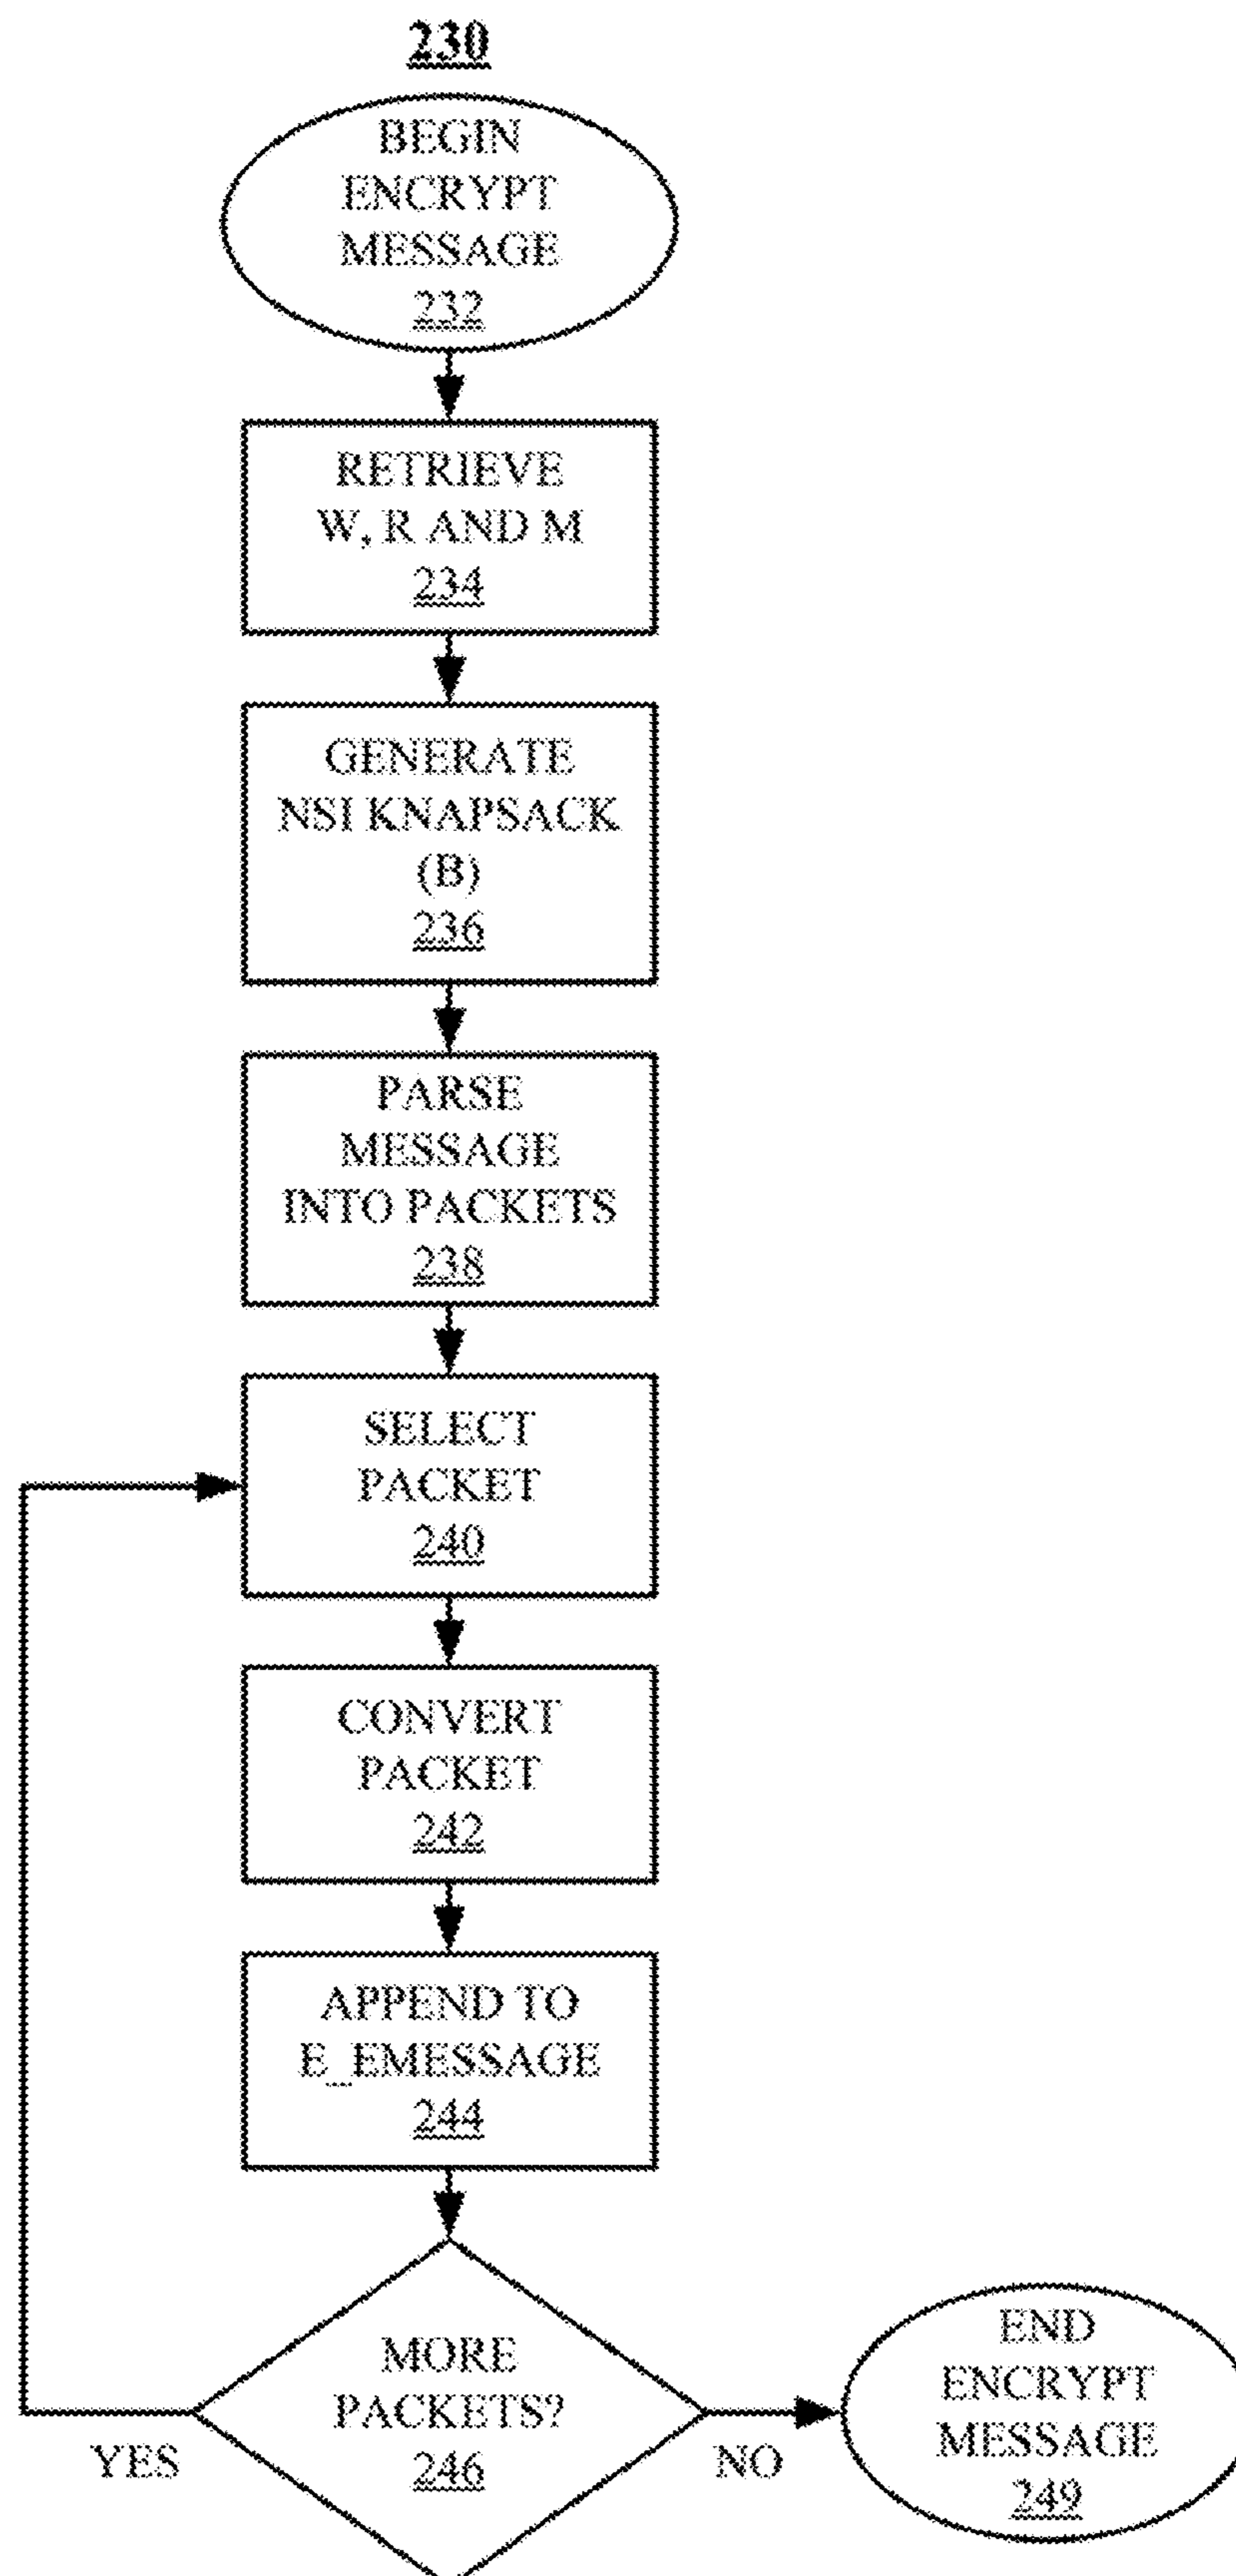 230
BEGIN
ENCRYPT
MESSAGE
232
RETRIEVE
W, R AND M
234
GENERATE
NSI KNAPSACK
(B)
236
PARSE
MESSAGE
INTO PACKETS
238
SELECT
PACKET
240
CONVERT
PACKET
242
APPEND TO
E_EMESSAGE
244
MORE
PACKETS?
246
YES
NO
END
ENCRYPT
MESSAGE
249